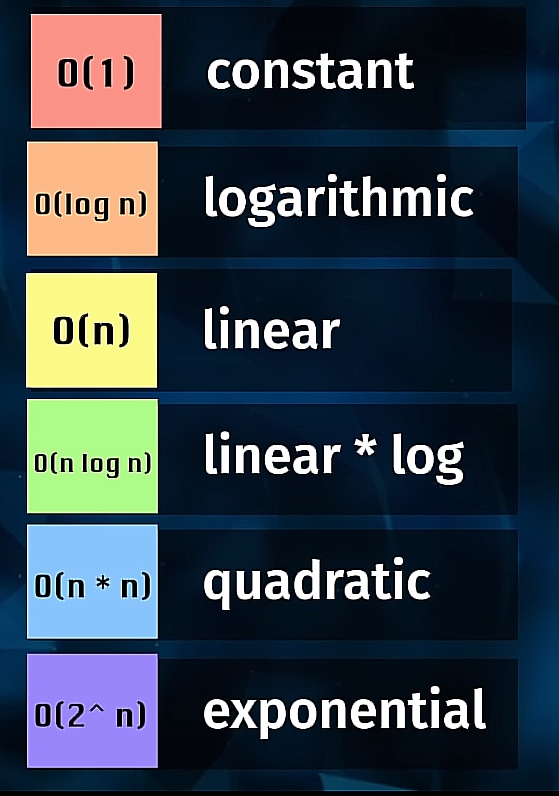 O(1) constant
O(log n) logarithmic
O(n) linear
O(n log n) linear * log
O(n * n) quadratic
O(2^ n) exponential